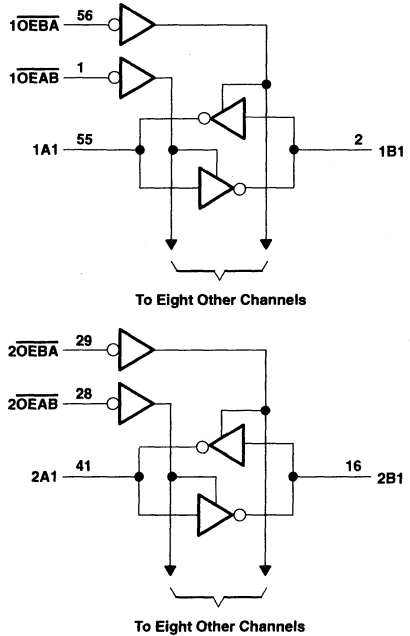 1OEBA 56
1OEAB 1
1A1 55 2 1B1
To Eight Other Channels
2OEBA 29
2OEAB 28
2A1 41 16 2B1
To Eight Other Channels